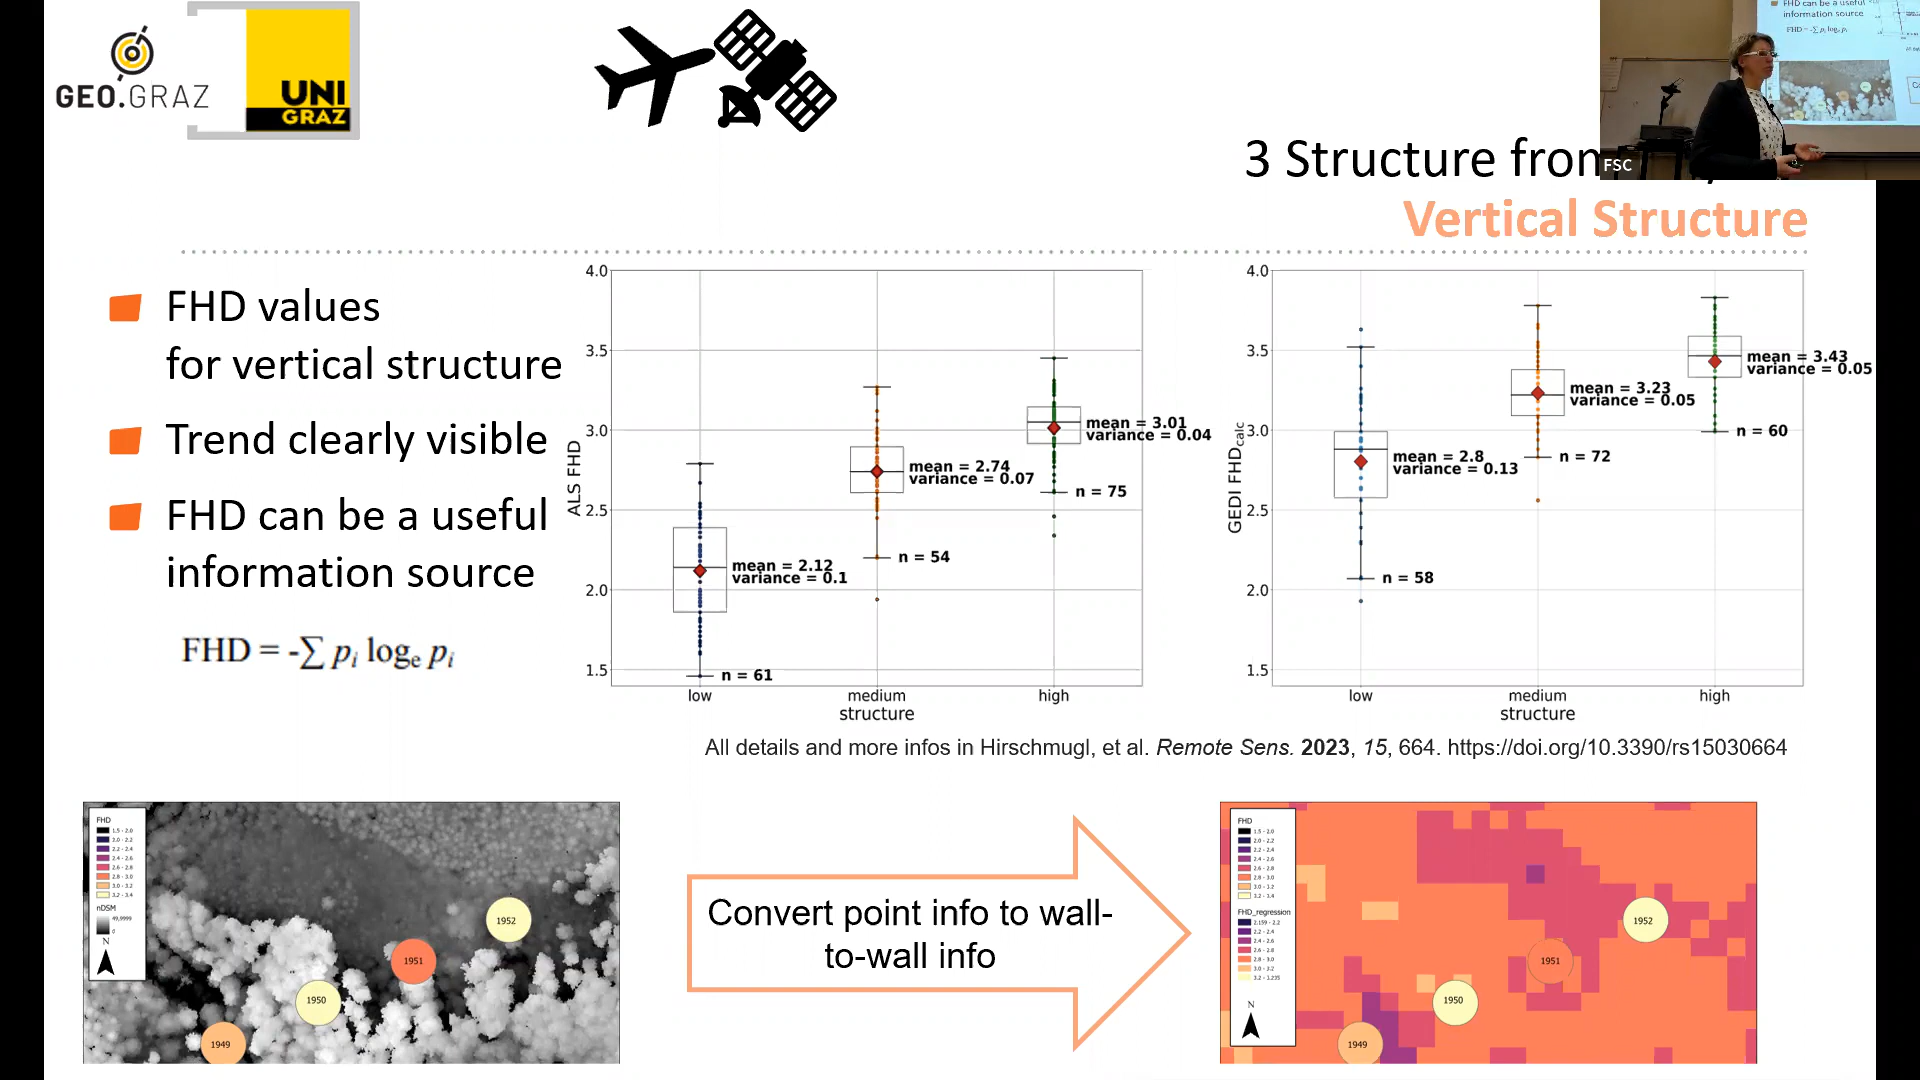 GEO.GRAZ
UNI
GRAZ
FHD can be a useful
information source
FSC
3 Structure from
Vertical Structure
FHD values
for vertical structure
Trend clearly visible
FHD can be a useful
information source
FHD = -∑ pi loge pi
4.0
3.5
3.0
2.5
2.0
1.5
ALS FHD
mean = 2.12
variance = 0.1
n = 61
mean = 2.74
variance = 0.07
n = 54
mean = 3.01
variance = 0.04
n = 75
low
medium
high
structure
4.0
3.5
3.0
2.5
2.0
1.5
GEDI FHDcalc
mean = 2.8
variance = 0.13
n = 58
mean = 3.23
variance = 0.05
n = 72
mean = 3.43
variance = 0.05
n = 60
low
medium
high
structure
All details and more infos in Hirschmugl, et al. Remote Sens. 2023, 15, 664. https://doi.org/10.3390/rs15030664
FHD
1.5 - 2.0
2.0 - 2.2
2.2 - 2.4
2.4 - 2.6
2.6 - 2.8
2.8 - 3.0
3.0 - 3.2
3.2 - 3.4
nDSM
49,9999
0
N
1952
1951
1950
1949
Convert point info to wall-
to-wall info
FHD
1.5 - 2.0
2.0 - 2.2
2.2 - 2.4
2.4 - 2.6
2.6 - 2.8
2.8 - 3.0
3.0 - 3.2
3.2 - 3.4
FHD_regression
2.159 - 2.2
2.2 - 2.4
2.4 - 2.6
2.6 - 2.8
2.8 - 3.0
3.0 - 3.2
3.2 - 3.235
N
1952
1951
1950
1949